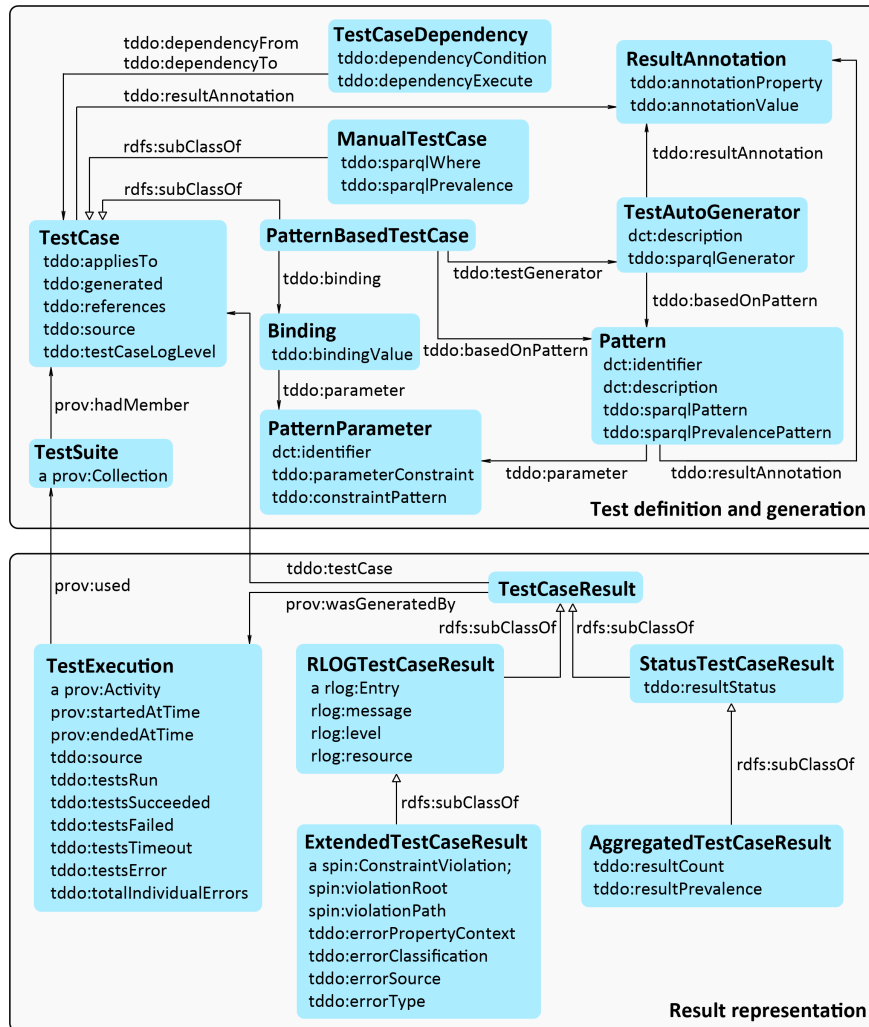 tddo:dependencyFrom
tddo:dependencyTo
TestCaseDependency
tddo:dependencyCondition
tddo:dependencyExecute
tddo:resultAnnotation
ResultAnnotation
tddo:annotationProperty
tddo:annotationValue
rdfs:subClassOf
ManualTestCase
tddo:sparqlWhere
tddo:sparqlPrevalence
tddo:resultAnnotation
rdfs:subClassOf
TestCase
tddo:appliesTo
tddo:generated
tddo:references
tddo:source
tddo:testCaseLogLevel
PatternBasedTestCase
tddo:testGenerator
TestAutoGenerator
dct:description
tddo:sparqlGenerator
tddo:binding
tddo:basedOnPattern
Binding
tddo:bindingValue
tddo:basedOnPattern
Pattern
dct:identifier
dct:description
tddo:sparqlPattern
tddo:sparqlPrevalencePattern
tddo:parameter
prov:hadMember
PatternParameter
dct:identifier
tddo:parameterConstraint
tddo:constraintPattern
tddo:parameter
tddo:resultAnnotation
TestSuite
a prov:Collection
Test definition and generation
prov:used
tddo:testCase
prov:wasGeneratedBy
TestCaseResult
rdfs:subClassOf
rdfs:subClassOf
TestExecution
a prov:Activity
prov:startedAtTime
prov:endedAtTime
tddo:source
tddo:testsRun
tddo:testsSucceeded
tddo:testsFailed
tddo:testsTimeout
tddo:testsError
tddo:totalIndividualErrors
RLOGTestCaseResult
a rlog:Entry
rlog:message
rlog:level
rlog:resource
StatusTestCaseResult
tddo:resultStatus
rdfs:subClassOf
rdfs:subClassOf
ExtendedTestCaseResult
a spin:ConstraintViolation;
spin:violationRoot
spin:violationPath
tddo:errorPropertyContext
tddo:errorClassification
tddo:errorSource
tddo:errorType
AggregatedTestCaseResult
tddo:resultCount
tddo:resultPrevalence
Result representation